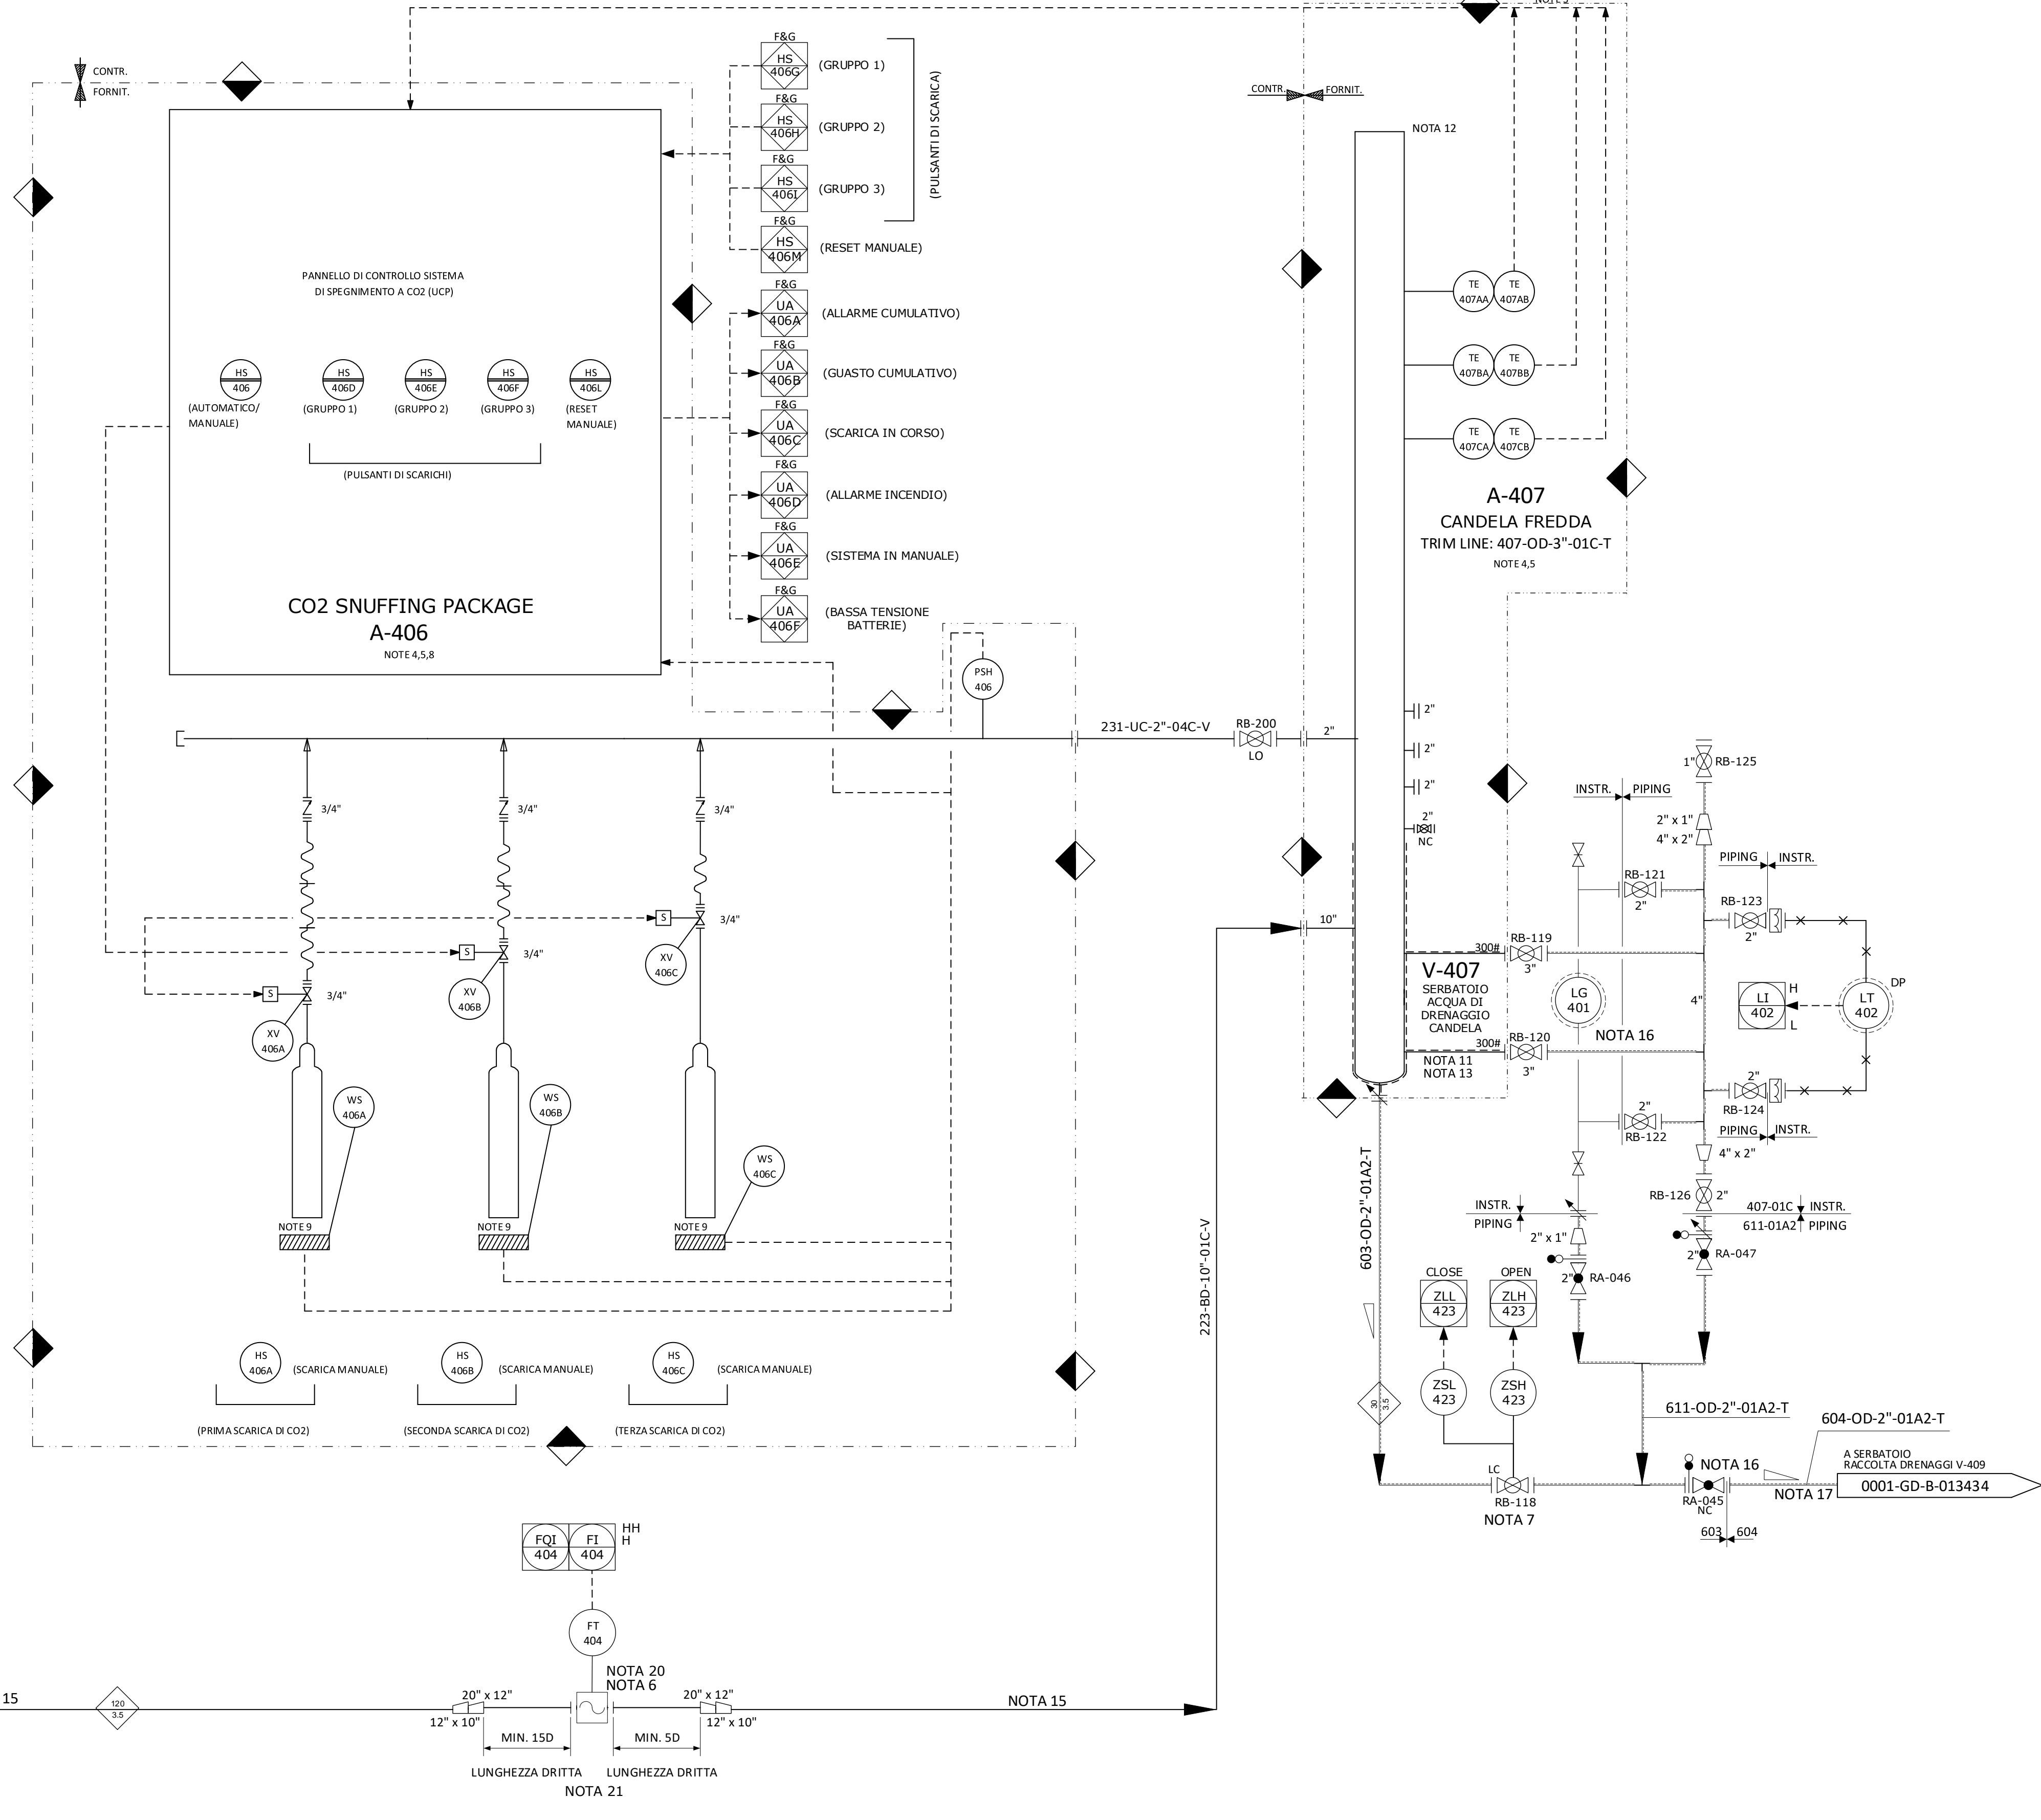 CONTR.
FORNIT.
PANNELLO DI CONTROLLO SISTEMA
DI SPEGNIMENTO A CO2 (UCP)
HS
406
(AUTOMATICO/
MANUALE)
HS
406D
(GRUPPO 1)
HS
406E
(GRUPPO 2)
HS
406F
(GRUPPO 3)
HS
406L
(RESET
MANUALE)
(PULSANTI DI SCARICHI)
CO2 SNUFFING PACKAGE
A-406
NOTE 4,5,8
F&G
HS
406G
(GRUPPO 1)
F&G
HS
406H
(GRUPPO 2)
F&G
HS
406I
(GRUPPO 3)
(PULSANTI DI SCARICA)
F&G
HS
406M
(RESET MANUALE)
F&G
UA
406A
(ALLARME CUMULATIVO)
F&G
UA
406B
(GUASTO CUMULATIVO)
F&G
UA
406C
(SCARICA IN CORSO)
F&G
UA
406D
(ALLARME INCENDIO)
F&G
UA
406E
(SISTEMA IN MANUALE)
F&G
UA
406F
(BASSA TENSIONE
BATTERIE)
PSH
406
231-UC-2"-04C-V
RB-200
LO
2"
3/4"
3/4"
3/4"
S
3/4"
XV
406A
S
3/4"
XV
406B
S
3/4"
XV
406C
WS
406A
WS
406B
WS
406C
NOTE 9
NOTE 9
NOTE 9
HS
406A
(SCARICA MANUALE)
HS
406B
(SCARICA MANUALE)
HS
406C
(SCARICA MANUALE)
(PRIMA SCARICA DI CO2)
(SECONDA SCARICA DI CO2)
(TERZA SCARICA DI CO2)
CONTR.
FORNIT.
NOTA 12
TE
407AA
TE
407AB
TE
407BA
TE
407BB
TE
407CA
TE
407CB
A-407
CANDELA FREDDA
TRIM LINE: 407-OD-3"-01C-T
NOTE 4,5
2"
2"
2"
2"
NC
10"
V-407
SERBATOIO
ACQUA DI
DRENAGGIO
CANDELA
NOTA 11
NOTA 13
300#
RB-119
3"
300#
RB-120
3"
INSTR.
PIPING
1"
RB-125
2" x 1"
4" x 2"
RB-121
2"
PIPING
INSTR.
RB-123
2"
LG
401
NOTA 16
4"
LI
402
H
L
LT
402
DP
2"
RB-124
2"
RB-122
PIPING
INSTR.
4" x 2"
RB-126
2"
INSTR.
PIPING
407-01C
INSTR.
611-01A2
PIPING
2" x 1"
2"
RA-046
2"
RA-047
603-OD-2"-01A2-T
223-BD-10"-01C-V
30
3.5
CLOSE
ZLL
423
OPEN
ZLH
423
ZSL
423
ZSH
423
LC
RB-118
NOTA 7
611-OD-2"-01A2-T
604-OD-2"-01A2-T
NOTA 16
RA-045
NC
603
604
NOTA 17
A SERBATOIO
RACCOLTA DRENAGGI V-409
0001-GD-B-013434
FQI
404
FI
404
HH
H
FT
404
NOTA 20
NOTA 6
15
120
3.5
20" x 12"
12" x 10"
20" x 12"
12" x 10"
NOTA 15
MIN. 15D
MIN. 5D
LUNGHEZZA DRITTA
LUNGHEZZA DRITTA
NOTA 21